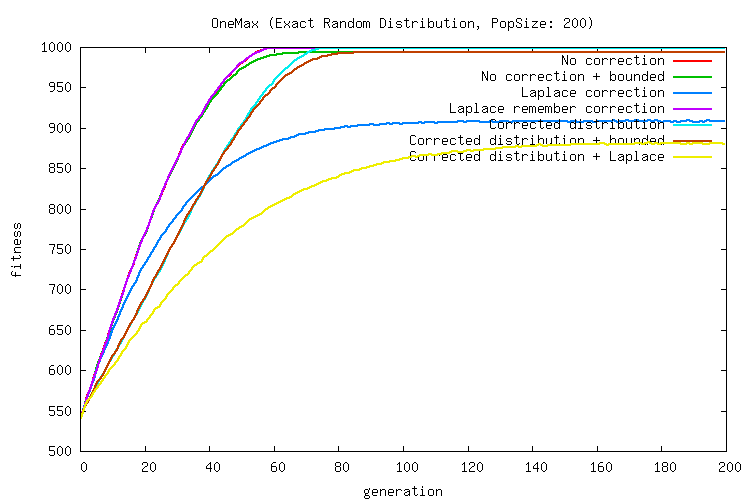 OneMax (Exact Random Distribution, PopSize: 200)
1000
950
900
850
800
750
700
650
600
550
500
fitness
No correction
No correction + bounded
Laplace correction
Laplace remember correction
Corrected distribution
Corrected distribution + bounded
Corrected distribution + Laplace
0 20 40 60 80 100 120 140 160 180 200
generation